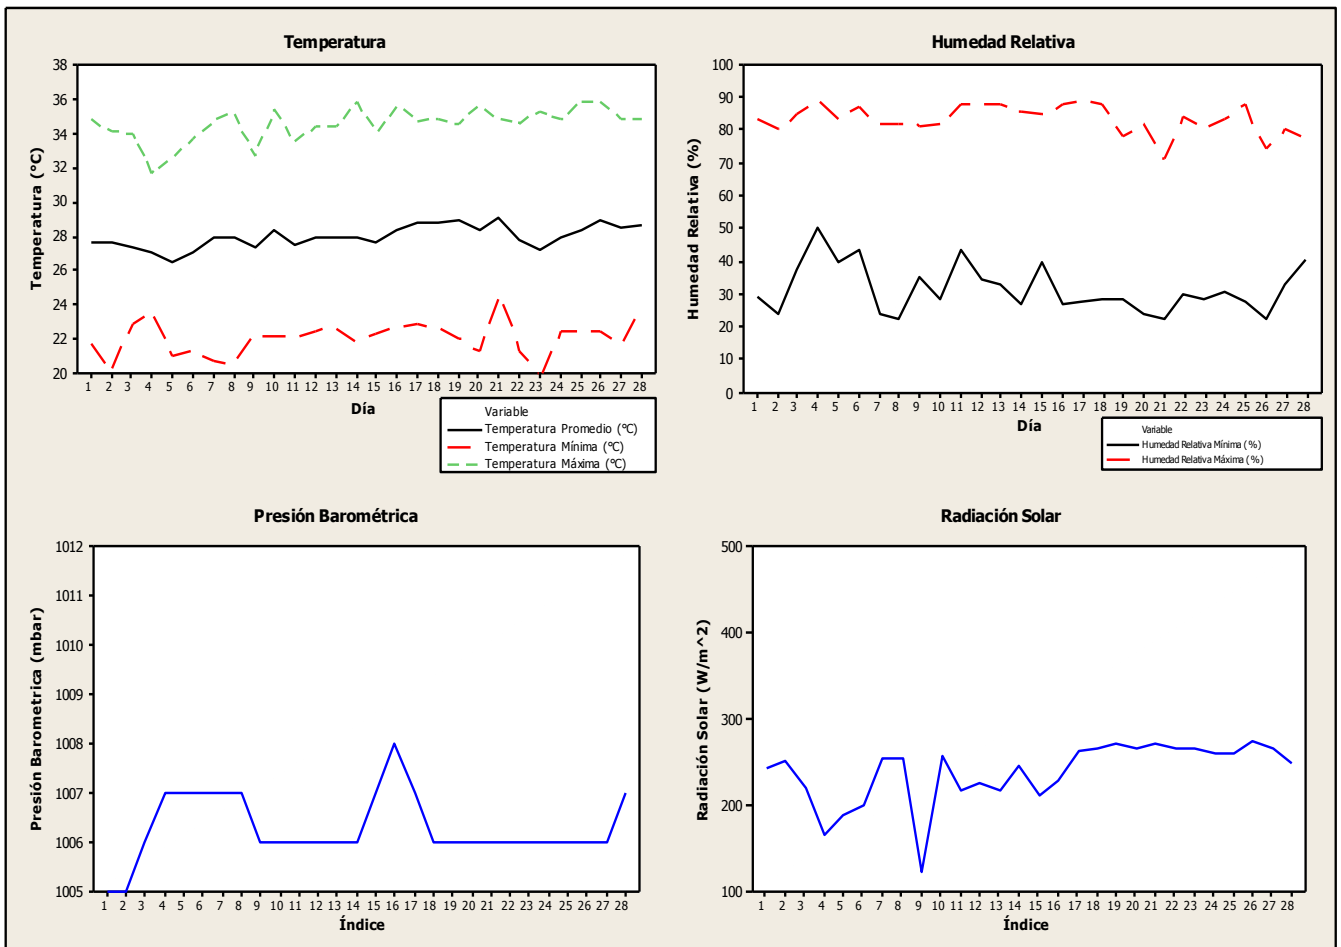 Temperatura
38
36
34
32
30
28
26
24
22
20
Temperatura (°C)
1 2 3 4 5 6 7 8 9 10 11 12 13 14 15 16 17 18 19 20 21 22 23 24 25 26 27 28
Día
Variable
Temperatura Promedio (°C)
Temperatura Mínima (°C)
Temperatura Máxima (°C)
Humedad Relativa
100
90
80
70
60
50
40
30
20
10
0
Humedad Relativa (%)
1 2 3 4 5 6 7 8 9 10 11 12 13 14 15 16 17 18 19 20 21 22 23 24 25 26 27 28
Día
Variable
Humedad Relativa Mínima (%)
Humedad Relativa Máxima (%)
Presión Barométrica
1012
1011
1010
1009
1008
1007
1006
1005
Presión Barometrica (mbar)
1 2 3 4 5 6 7 8 9 10 11 12 13 14 15 16 17 18 19 20 21 22 23 24 25 26 27 28
Índice
Radiación Solar
500
400
300
200
100
Radiación Solar (W/m^2)
1 2 3 4 5 6 7 8 9 10 11 12 13 14 15 16 17 18 19 20 21 22 23 24 25 26 27 28
Índice